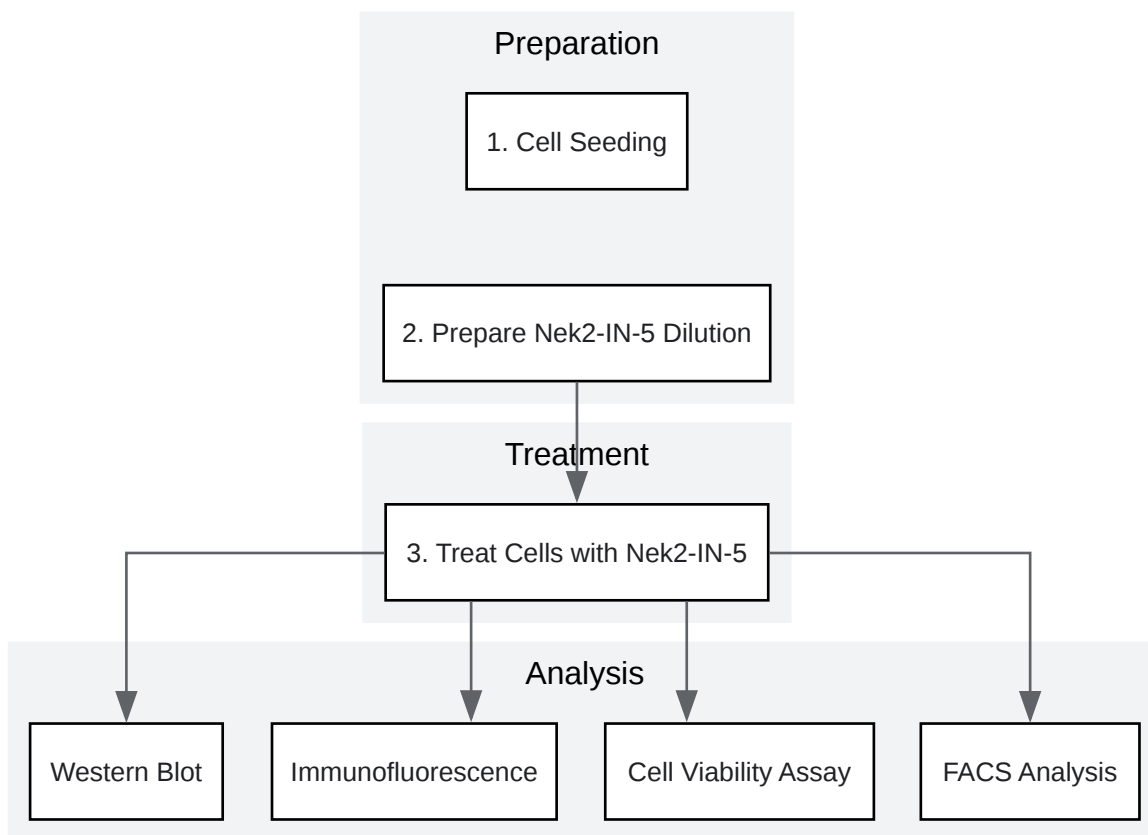 Preparation
1. Cell Seeding
2. Prepare Nek2-IN-5 Dilution
Treatment
3. Treat Cells with Nek2-IN-5
Analysis
Western Blot
Immunofluorescence
Cell Viability Assay
FACS Analysis